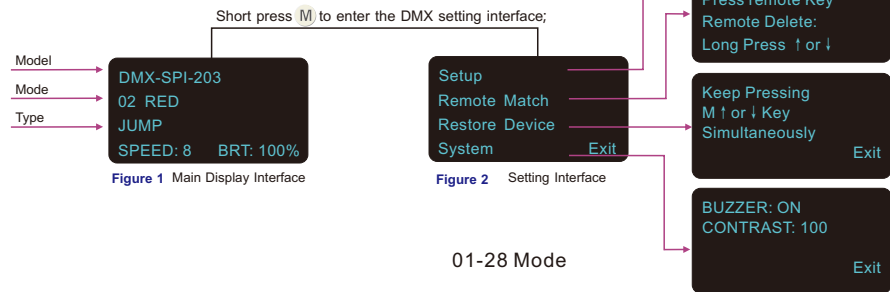 Short press M to enter the DMX setting interface;
Model
Mode
Type
DMX-SPI-203
02 RED
JUMP
SPEED: 8 BRT: 100%
Figure 1 Main Display Interface
Setup
Remote Match
Restore Device
System Exit
Figure 2 Setting Interface
Press remote Key
Remote Delete:
Long Press ↑ or ↓
Keep Pressing
M ↑ or ↓ Key
Simultaneously
Exit
BUZZER: ON
CONTRAST: 100
Exit
01-28 Mode